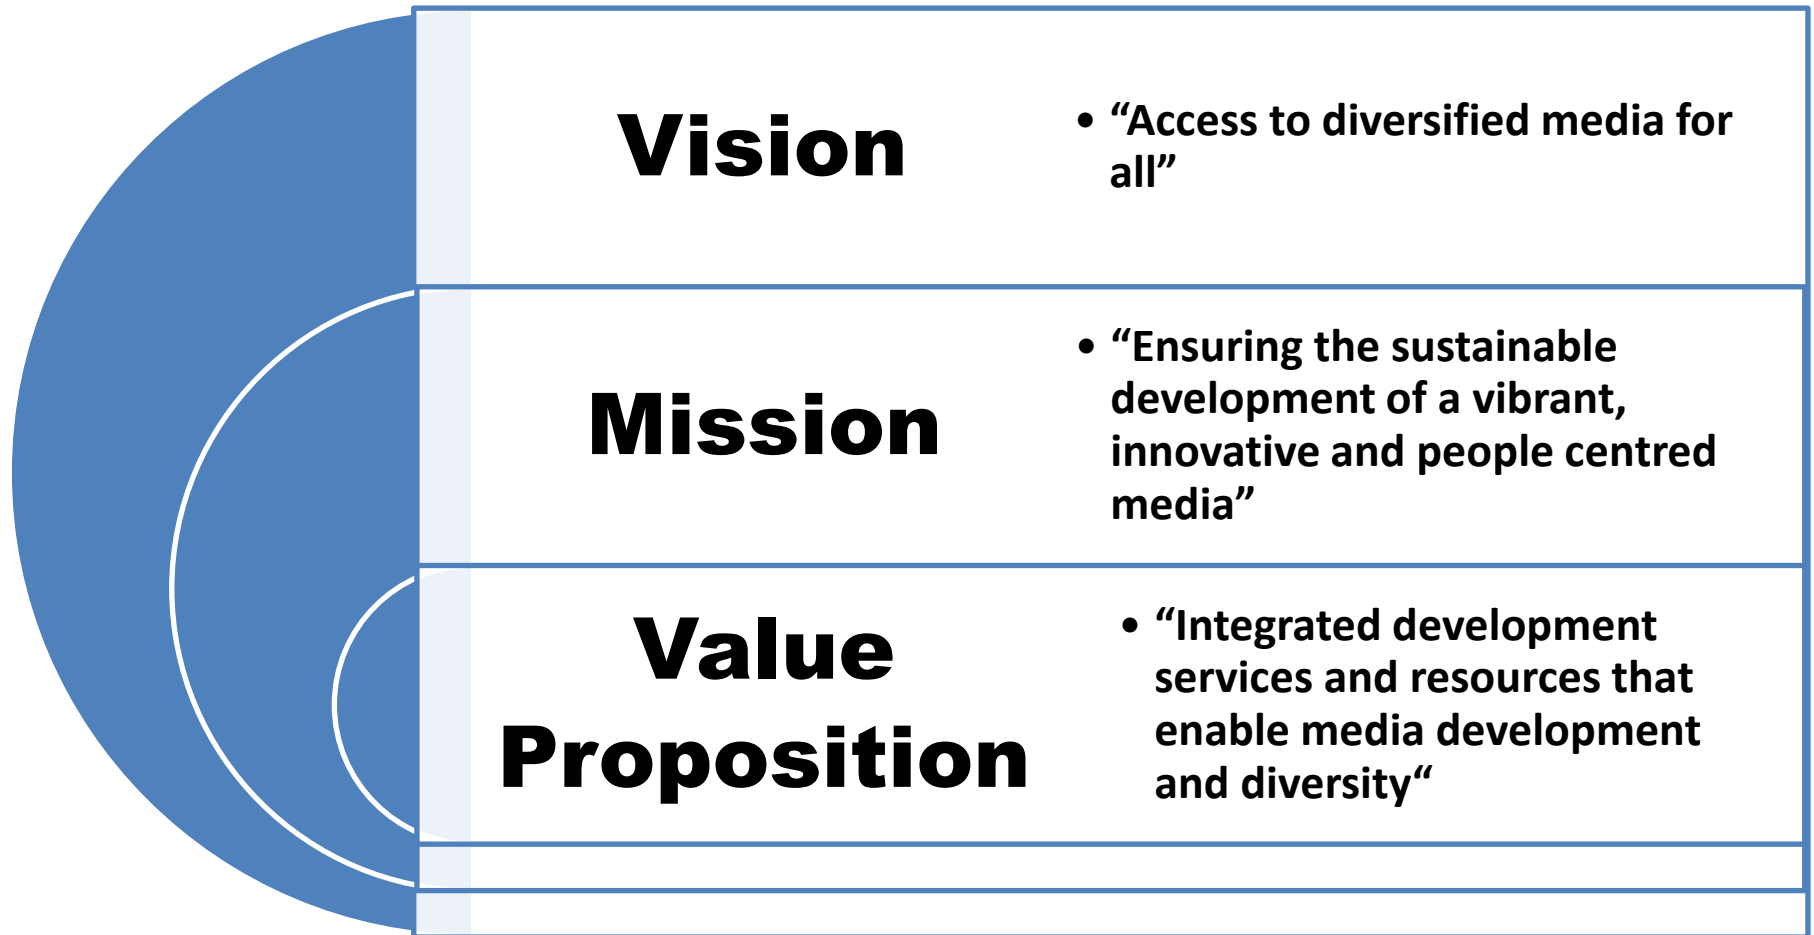 Vision
• “Access to diversified media for
all”
Mission
• “Ensuring the sustainable
development of a vibrant,
innovative and people centred
media”
Value
Proposition
• “Integrated development
services and resources that
enable media development
and diversity“